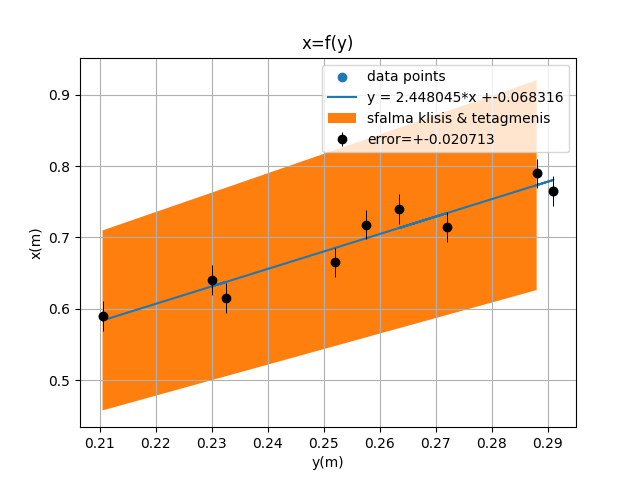 x=f(y)
data points
y = 2.448045*x +-0.068316
sfalma klisis & tetagmenis
error=+-0.020713
x(m)
0.9
0.8
0.7
0.6
0.5
0.21 0.22 0.23 0.24 0.25 0.26 0.27 0.28 0.29
y(m)